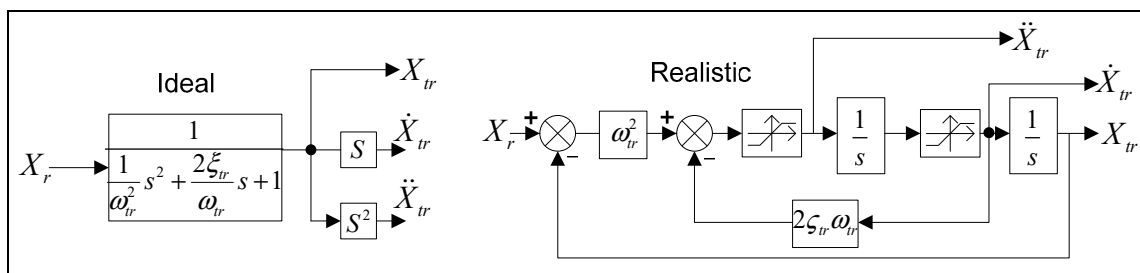 Ideal
X_r
1
1/ω_tr^2 s^2 + 2ξ_tr/ω_tr s + 1
S
S^2
X_tr
Ẋ_tr
Ẍ_tr
Realistic
X_r
+
−
ω_tr^2
+
−
1/s
1/s
2ς_tr ω_tr
Ẍ_tr
Ẋ_tr
X_tr